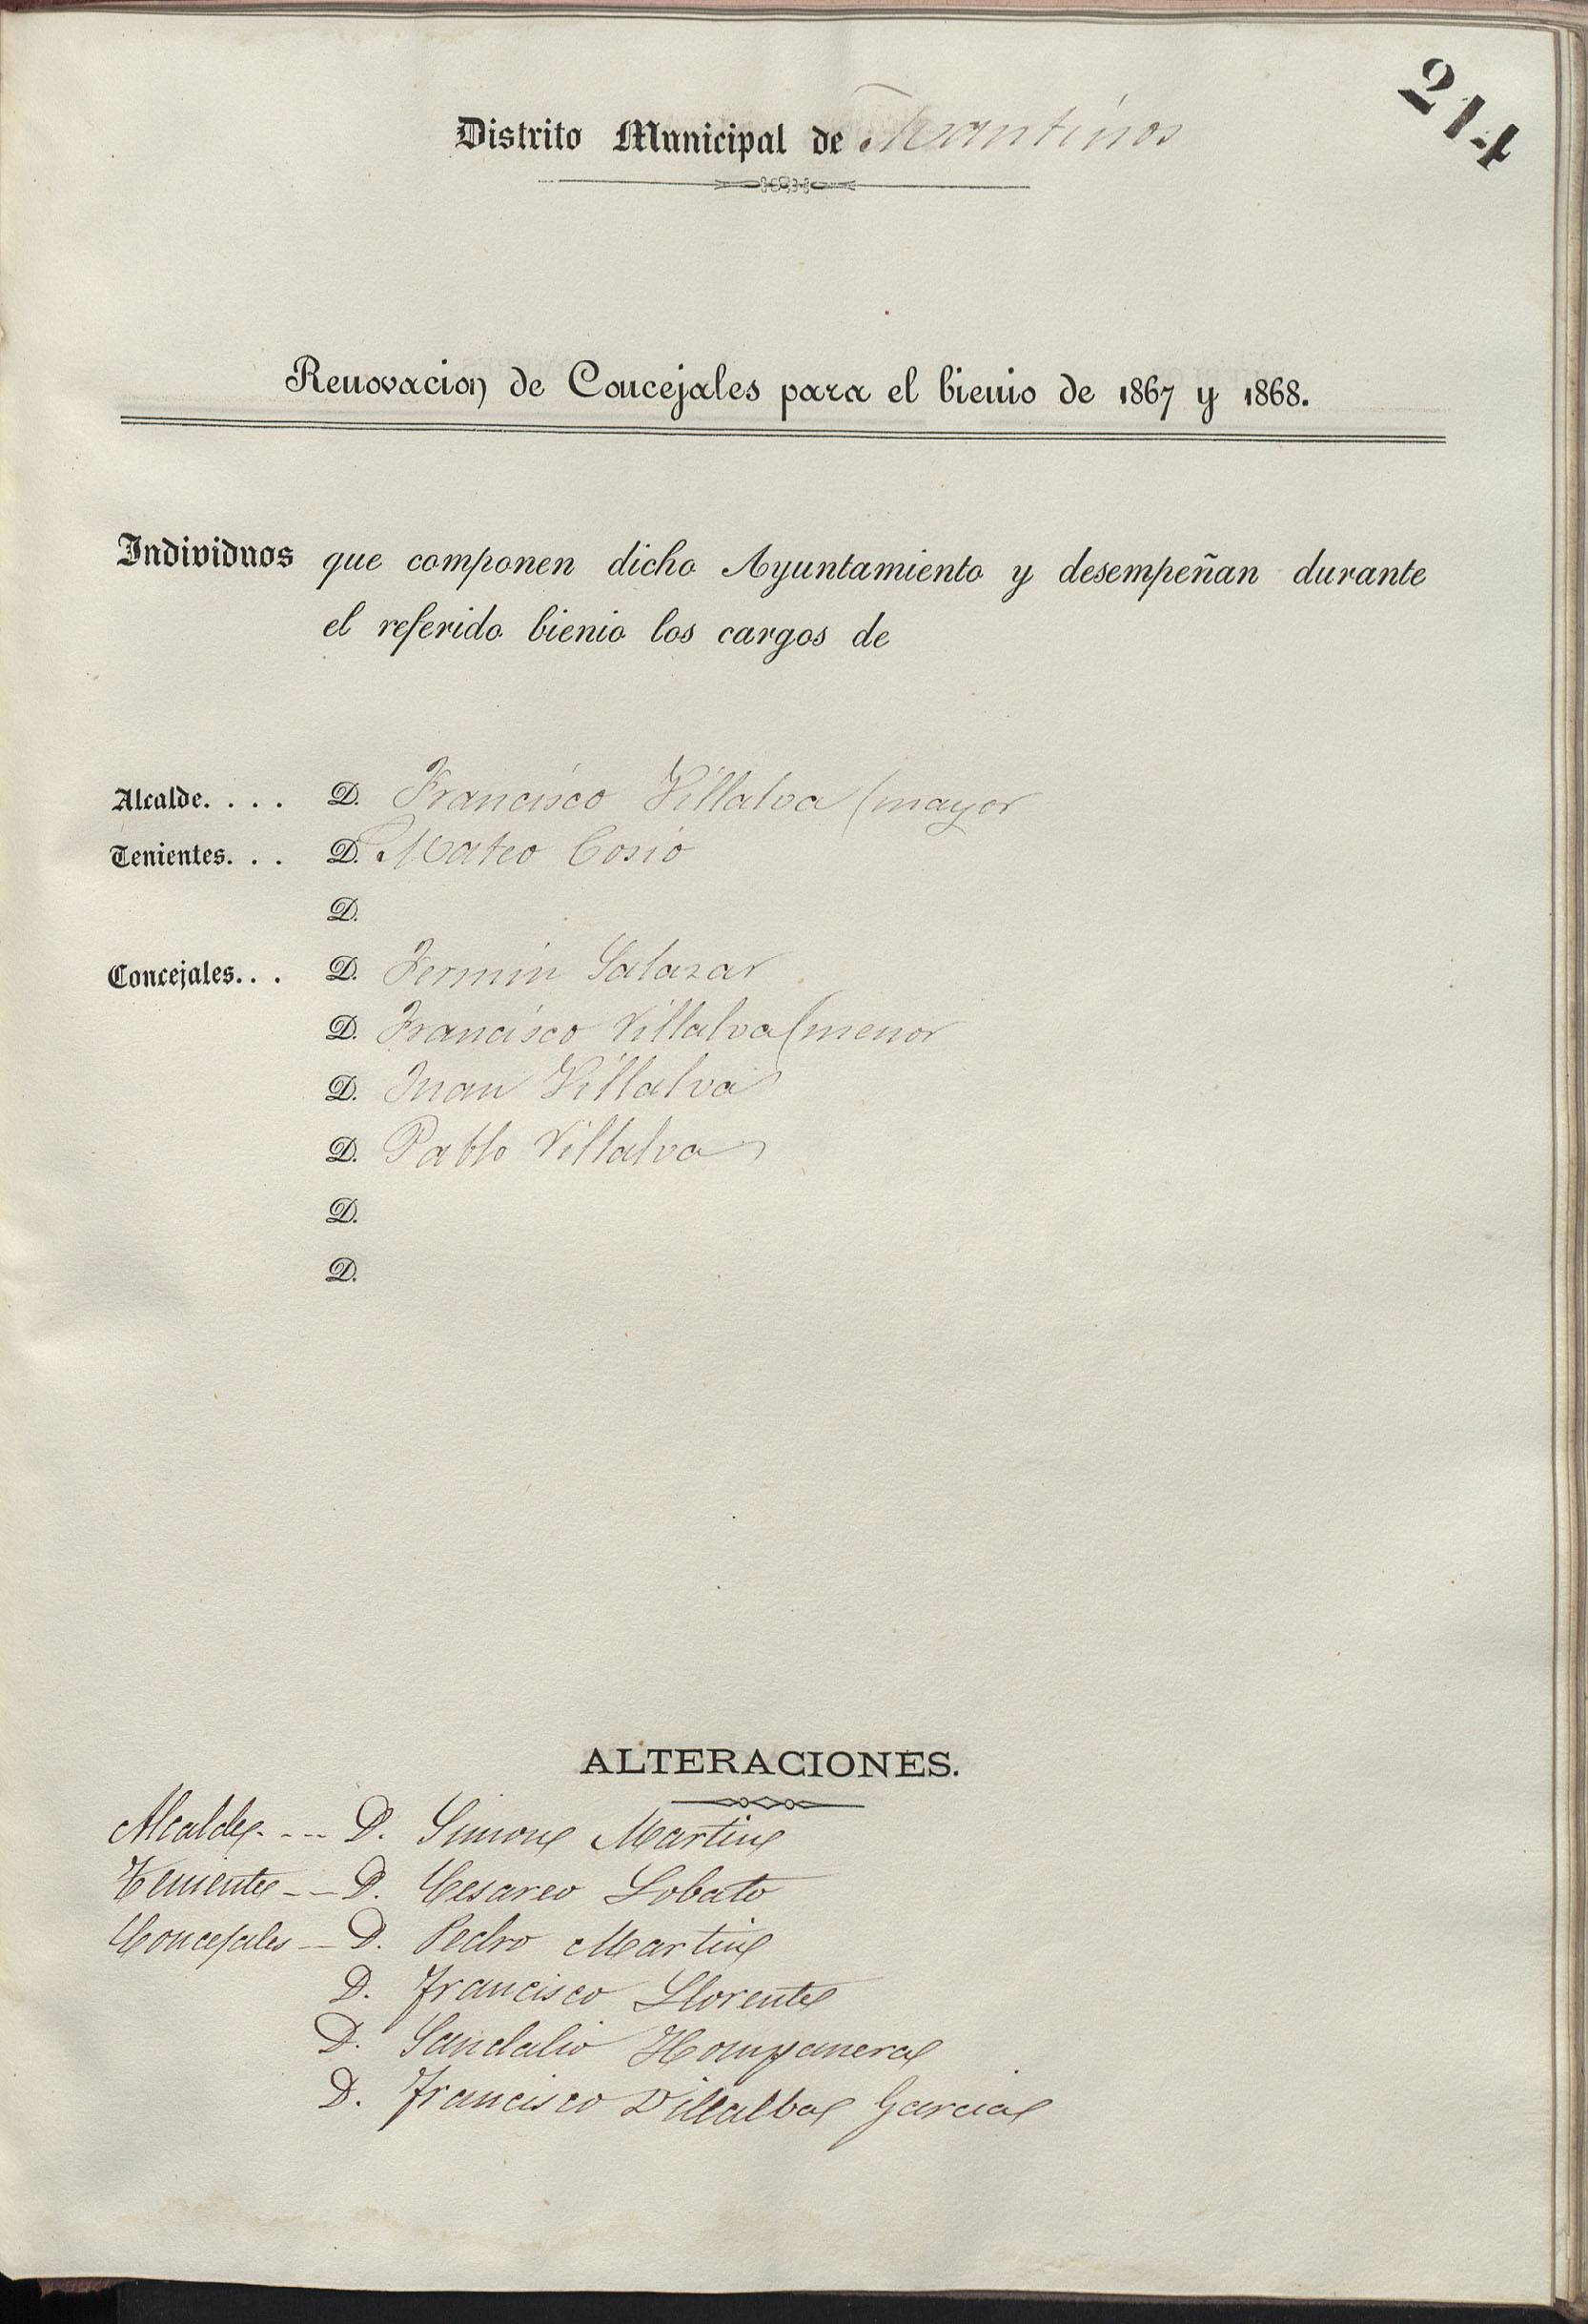 214
Distrito Municipal de Mantinos
Renovacion de Concejales para el bienio de 1867 y 1868.
Individuos que componen dicho Ayuntamiento y desempeñan durante
el referido bienio los cargos de
Alcalde. . . . D. Francisco Villalva (mayor
Tenientes. . . D. Mateo Cosio
D.
Concejales. . . D. Fermin Salazar
D. Francisco Villalva (menor
D. Juan Villalva
D. Pablo Villalva
D.
D.
ALTERACIONES.
Alcalde - - - D. Simon Martin
Teniente - - D. Cesareo Lobato
Concejales - D. Pedro Martin
D. Francisco Llorente
D. Sandalio Hompanera
D. Francisco Villalba Garcia